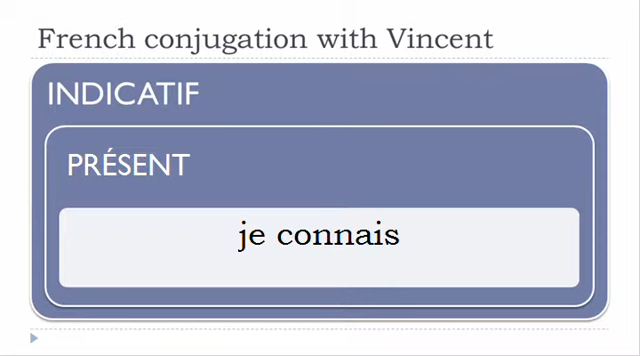 French conjugation with Vincent
INDICATIF
PRÉSENT
je connais